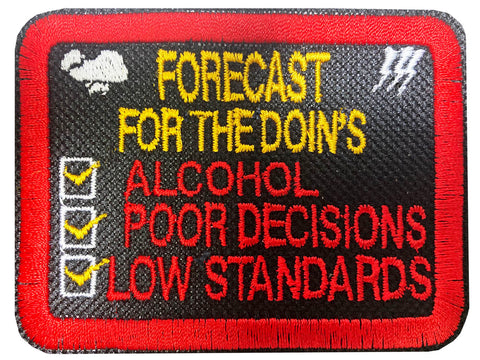 FORECAST
FOR THE DOIN'S
ALCOHOL
POOR DECISIONS
LOW STANDARDS